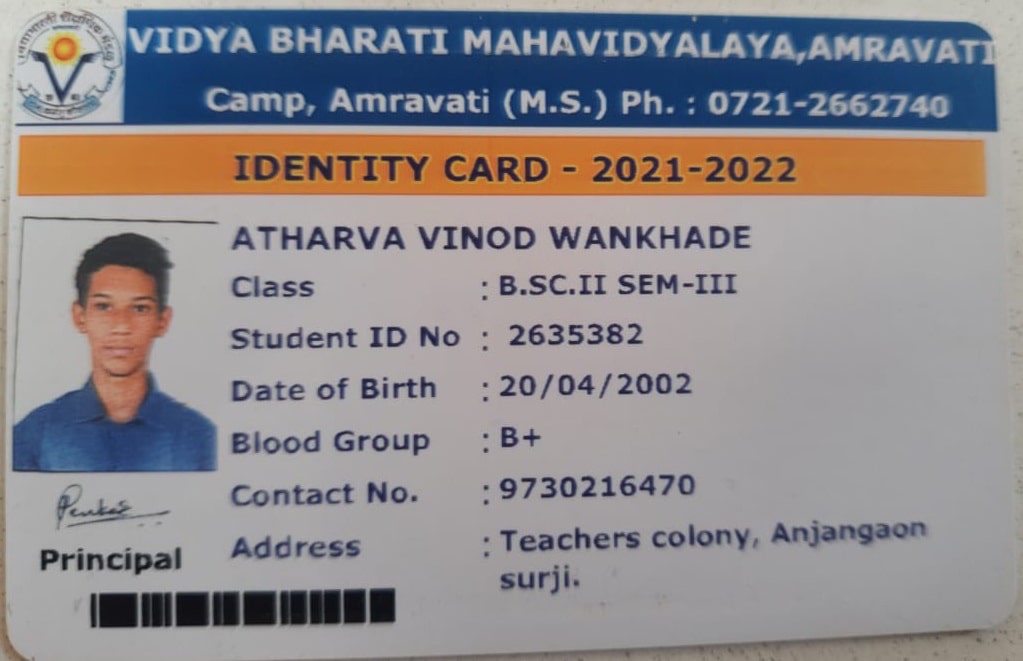 VIDYA BHARATI MAHAVIDYALAYA,AMRAVATI
Camp, Amravati (M.S.) Ph. : 0721-2662740
IDENTITY CARD - 2021-2022
ATHARVA VINOD WANKHADE
Class : B.SC.II SEM-III
Student ID No : 2635382
Date of Birth : 20/04/2002
Blood Group : B+
Contact No. : 9730216470
Address : Teachers colony, Anjangaon
surji.
Principal